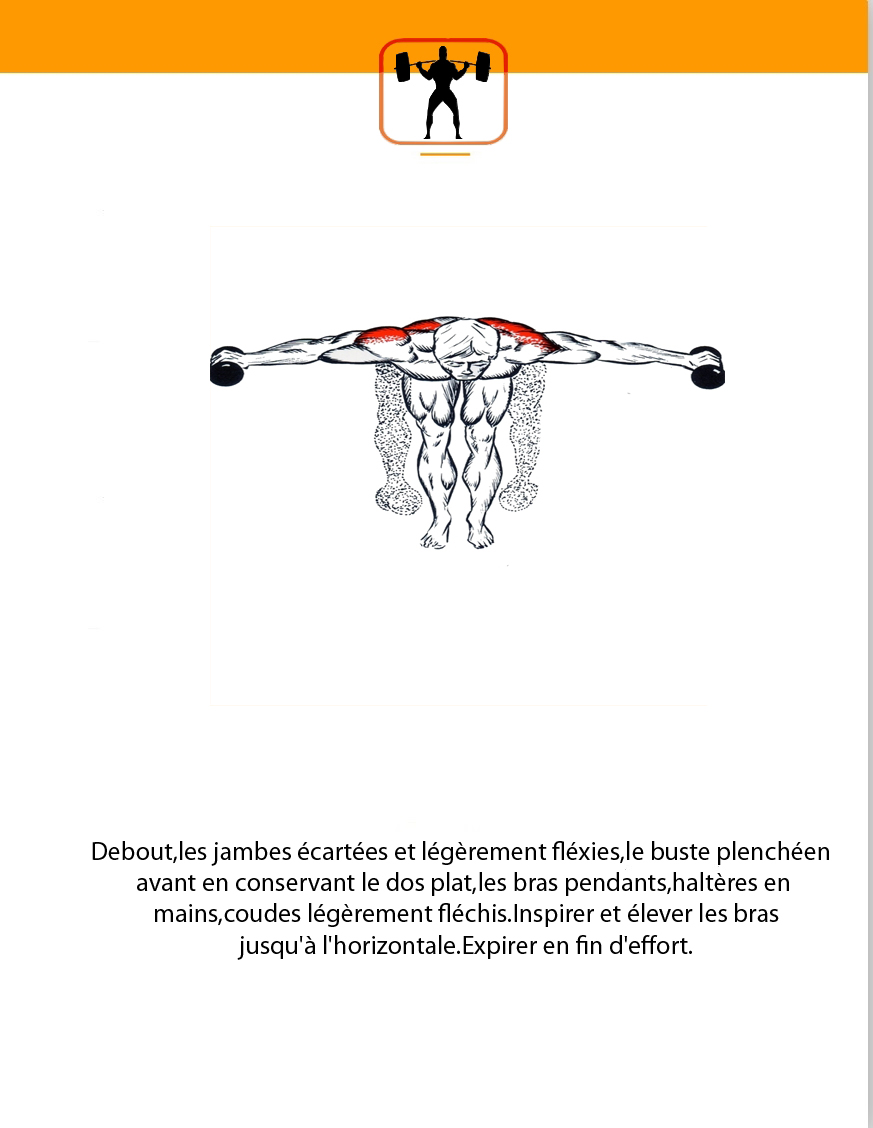 Debout,les jambes écartées et légèrement fléxies,le buste plenchéen
avant en conservant le dos plat,les bras pendants,haltères en
mains,coudes légèrement fléchis.Inspirer et élever les bras
jusqu'à l'horizontale.Expirer en fin d'effort.